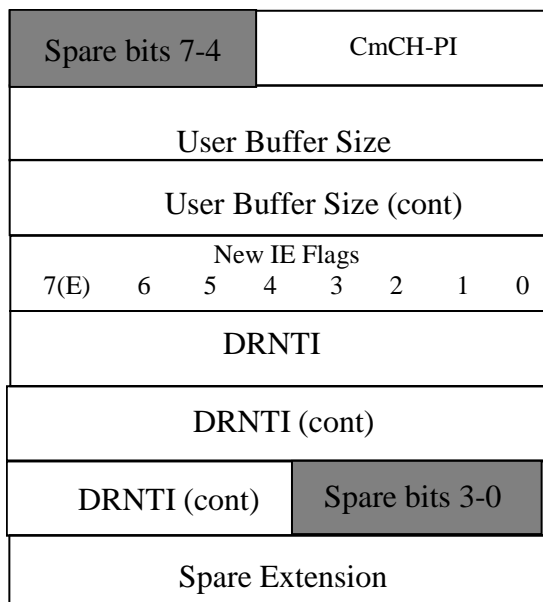 Spare bits 7-4 CmCH-PI
User Buffer Size
User Buffer Size (cont)
New IE Flags
7(E) 6 5 4 3 2 1 0
DRNTI
DRNTI (cont)
DRNTI (cont) Spare bits 3-0
Spare Extension